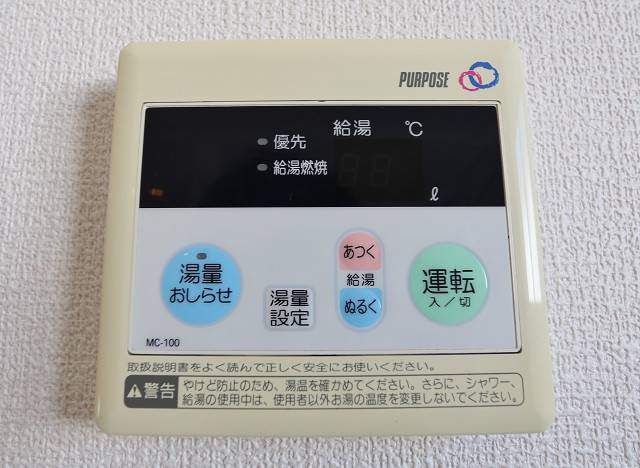 PURPOSE
給湯 ℃
優先
給湯燃焼
ℓ
湯量
おしらせ
湯量
設定
あつく
給湯
ぬるく
運転
入／切
MC-100
取扱説明書をよく読んで正しく安全にお使いください。
警告
やけど防止のため、湯温を確かめてください。さらに、シャワー、
給湯の使用中は、使用者以外お湯の温度を変更しないでください。